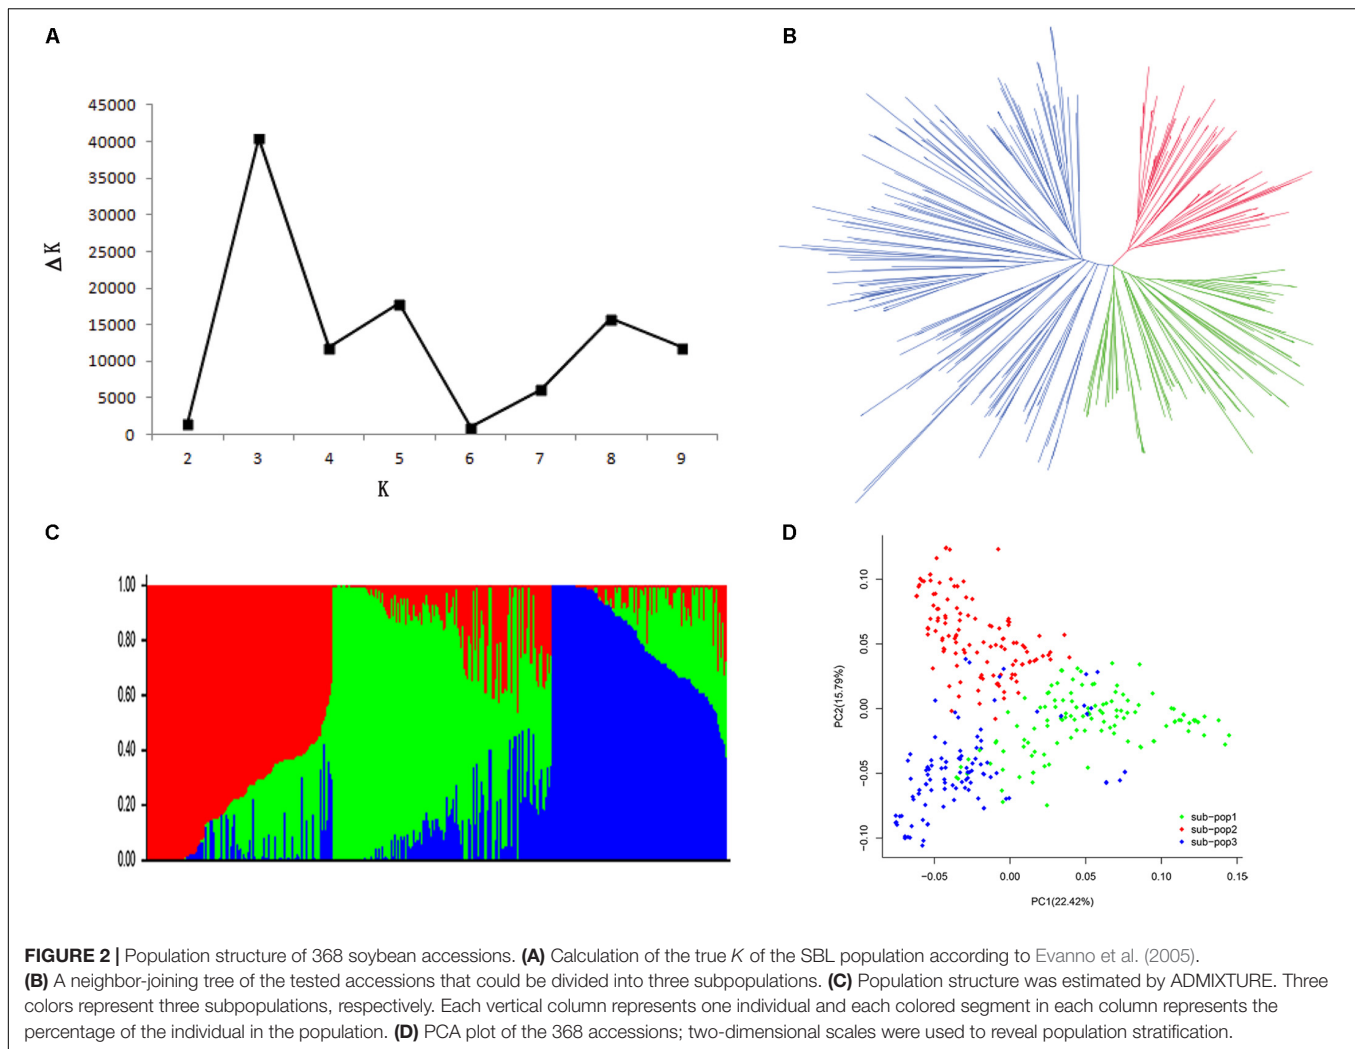 A
45000
40000
35000
30000
25000
20000
15000
10000
5000
0
ΔK
2 3 4 5 6 7 8 9
K
B
C
1.00
0.80
0.60
0.40
0.20
0.00
D
0.10
0.05
0.00
−0.05
−0.10
PC2(15.79%)
sub−pop1
sub−pop2
sub−pop3
−0.05 0.00 0.05 0.10 0.15
PC1(22.42%)
FIGURE 2 | Population structure of 368 soybean accessions. (A) Calculation of the true K of the SBL population according to Evanno et al. (2005).
(B) A neighbor-joining tree of the tested accessions that could be divided into three subpopulations. (C) Population structure was estimated by ADMIXTURE. Three
colors represent three subpopulations, respectively. Each vertical column represents one individual and each colored segment in each column represents the
percentage of the individual in the population. (D) PCA plot of the 368 accessions; two-dimensional scales were used to reveal population stratification.